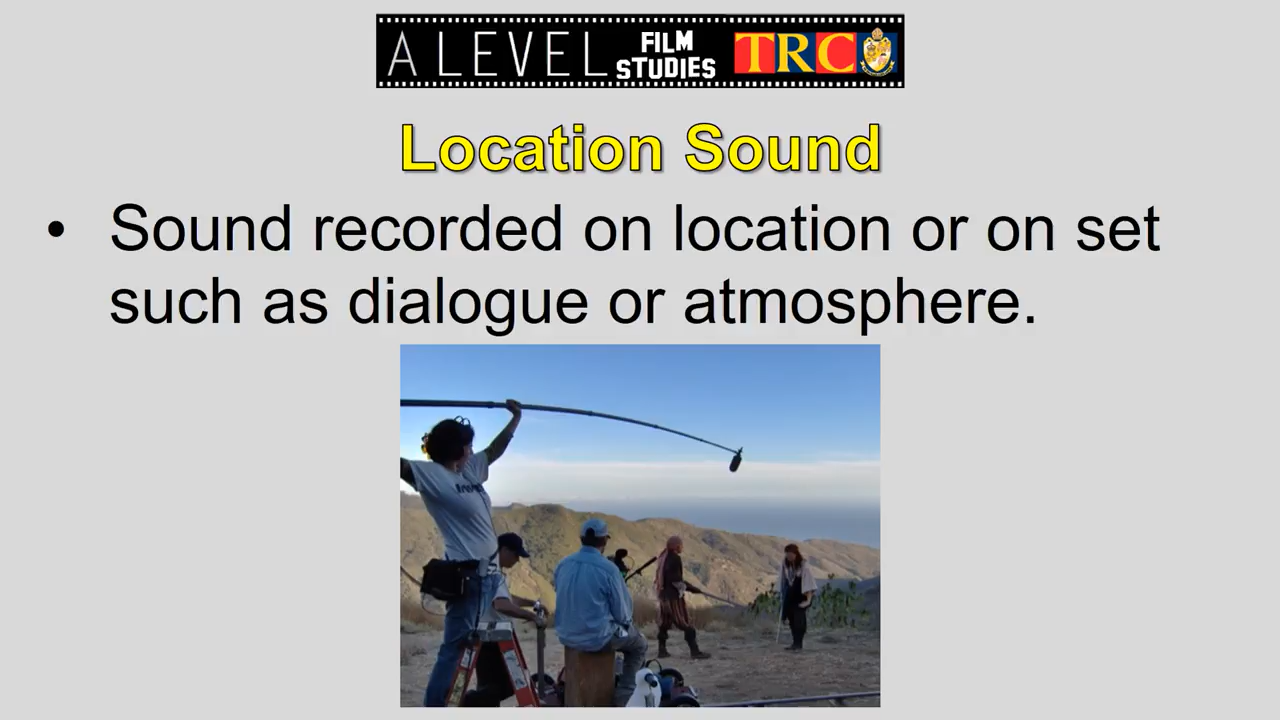 A LEVEL FILM STUDIES TRC
Location Sound
• Sound recorded on location or on set
such as dialogue or atmosphere.